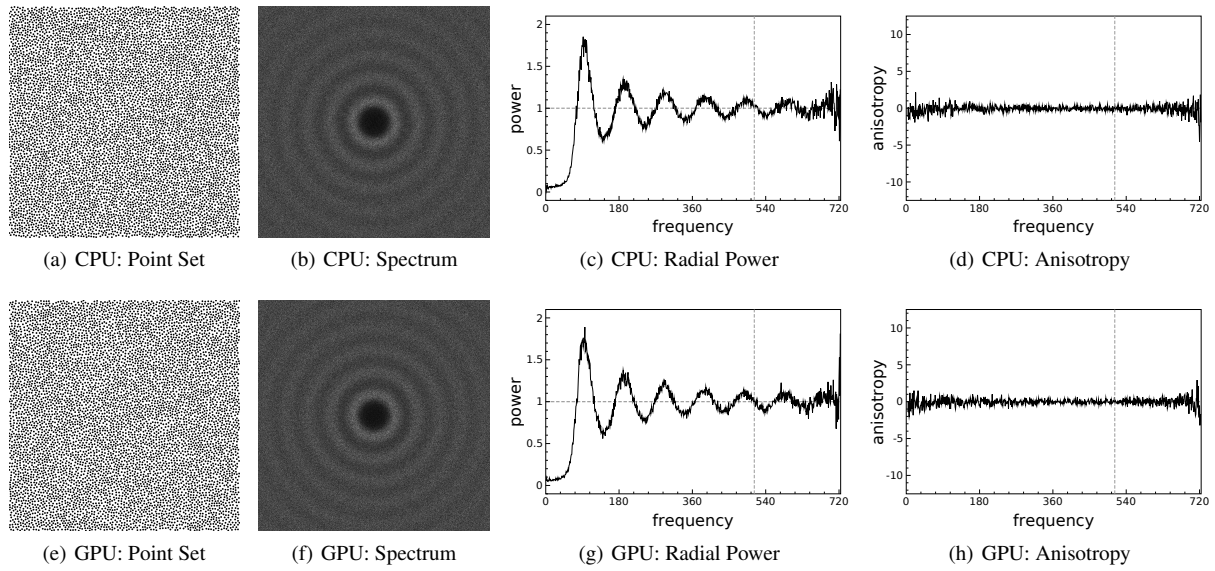 2
1.5
1
0.5
0
power
0 180 360 540 720
frequency
10
5
0
-5
-10
anisotropy
0 180 360 540 720
frequency
(a) CPU: Point Set
(b) CPU: Spectrum
(c) CPU: Radial Power
(d) CPU: Anisotropy
2
1.5
1
0.5
0
power
0 180 360 540 720
frequency
10
5
0
-5
-10
anisotropy
0 180 360 540 720
frequency
(e) GPU: Point Set
(f) GPU: Spectrum
(g) GPU: Radial Power
(h) GPU: Anisotropy